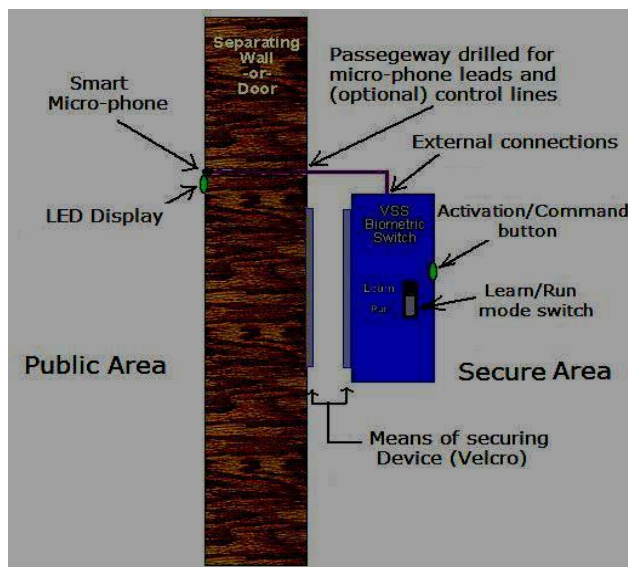 Separating
Wall
-or-
Door
Passegeway drilled for
micro-phone leads and
(optional) control lines
Smart
Micro-phone
External connections
LED Display
VSS
Biometric
Switch
Activation/Command
button
Learn
Run
Learn/Run
mode switch
Public Area
Secure Area
Means of securing
Device (Velcro)